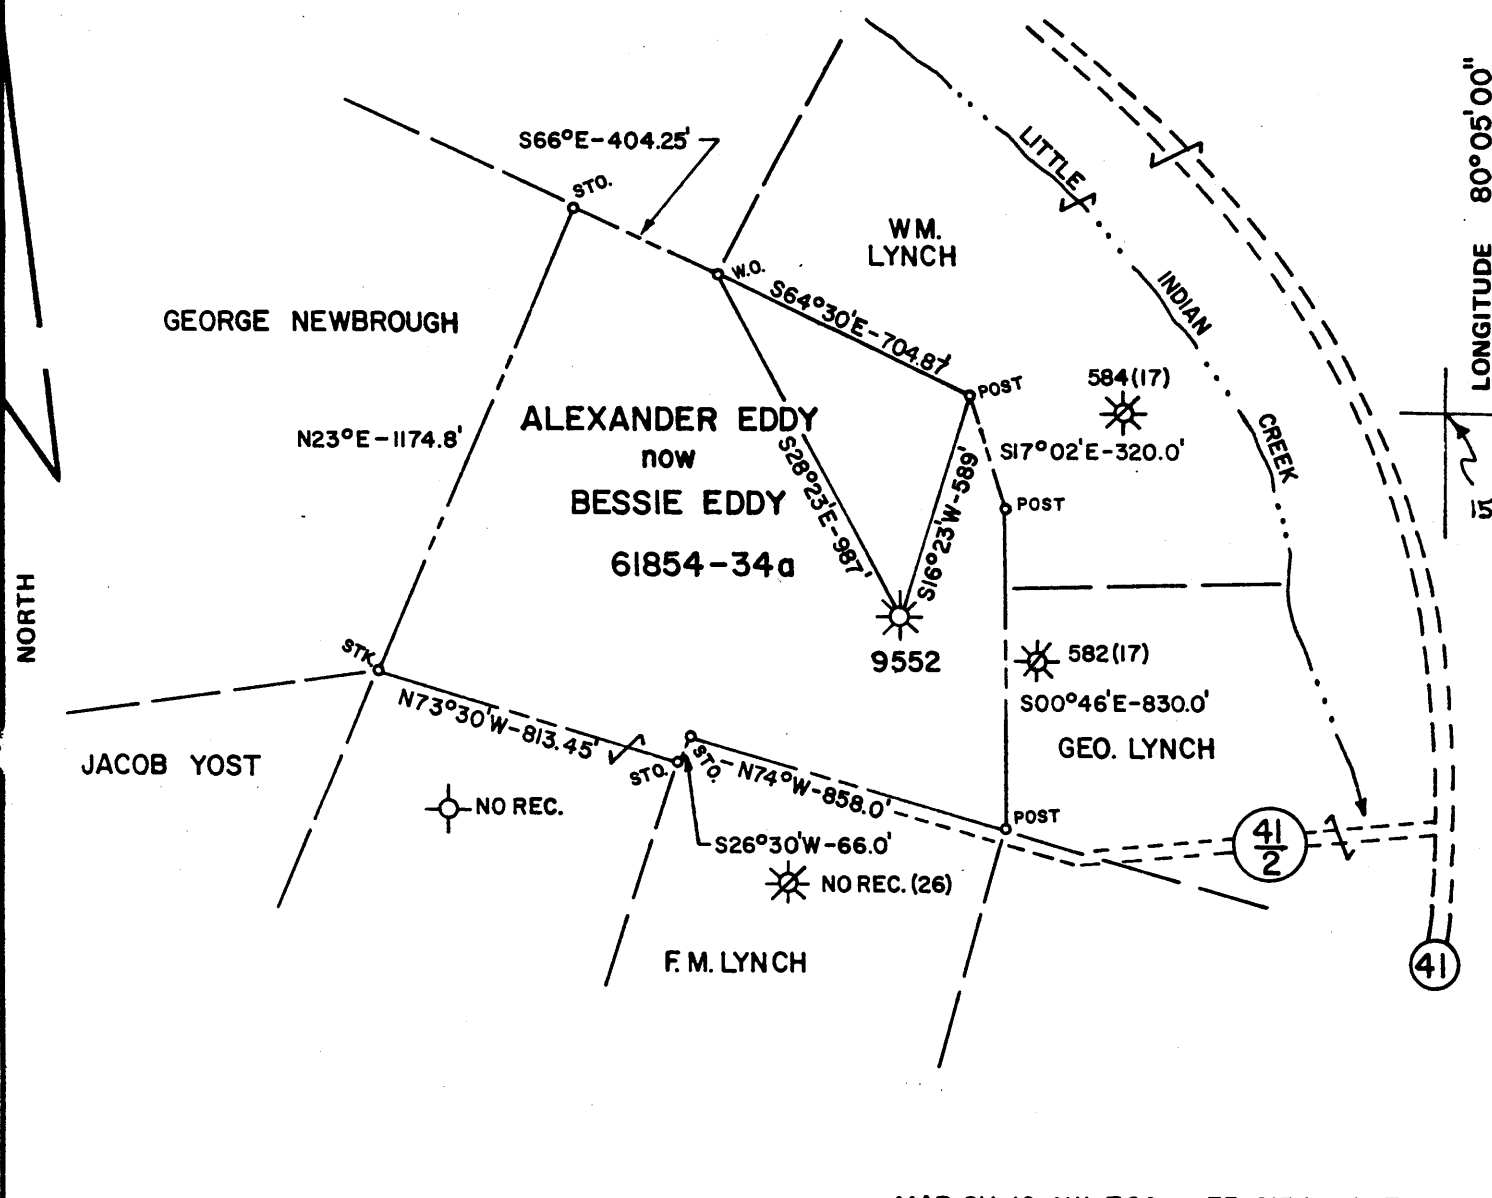 S66°E-404.25'
STO.
LITTLE
INDIAN
CREEK
LONGITUDE 80°05'00"
WM.
LYNCH
W.O.
S64°30'E-704.87'
GEORGE NEWBROUGH
POST
584(17)
N23°E-1174.8'
ALEXANDER EDDY
now
BESSIE EDDY
61854-34a
S28°23'E-987'
S16°23'W-589'
S17°02'E-320.0'
POST
NORTH
9552
582(17)
S00°46'E-830.0'
GEO. LYNCH
STK.
N73°30'W-813.45'
JACOB YOST
STO.
STO.
N74°W-858.0'
POST
NO REC.
S26°30'W-66.0'
NO REC. (26)
41
2
F. M. LYNCH
41